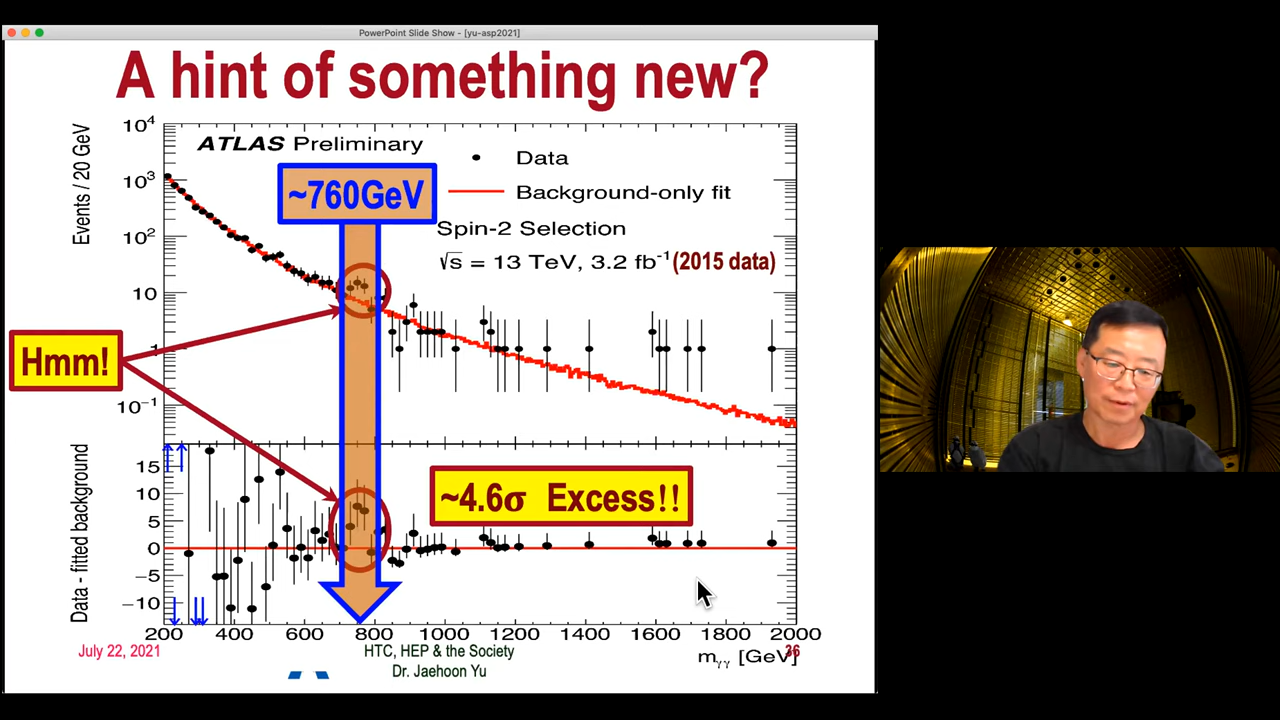 PowerPoint Slide Show - [yu-asp2021]
A hint of something new?
Events / 20 GeV
10⁴
10³
10²
10
1
10⁻¹
ATLAS Preliminary
Data
Background-only fit
~760GeV
Spin-2 Selection
√s = 13 TeV, 3.2 fb⁻¹ (2015 data)
Hmm!
Data - fitted background
15
10
5
0
−5
−10
~4.6σ Excess!!
200 400 600 800 1000 1200 1400 1600 1800 2000
mγγ [GeV]
July 22, 2021
HTC, HEP & the Society
Dr. Jaehoon Yu
36